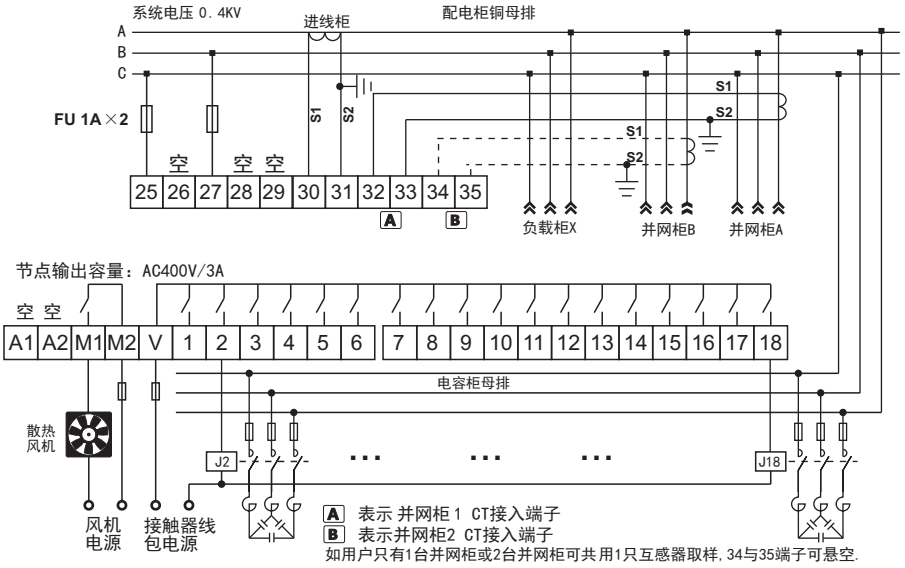 系统电压 0.4KV
进线柜
配电柜铜母排
A
B
C
S1
S2
S1
S2
FU 1A×2
S1
S2
空
空 空
25 26 27 28 29 30 31 32 33 34 35
A
B
负载柜X
并网柜B
并网柜A
节点输出容量：AC400V/3A
空 空
A1 A2 M1 M2 V 1 2 3 4 5 6 7 8 9 10 11 12 13 14 15 16 17 18
电容柜母排
散热
风机
J2
...
...
...
J18
风机
电源
接触器线
包电源
A 表示 并网柜 1 CT接入端子
B 表示并网柜2 CT接入端子
如用户只有1台并网柜或2台并网柜可共用1只互感器取样,34与35端子可悬空.